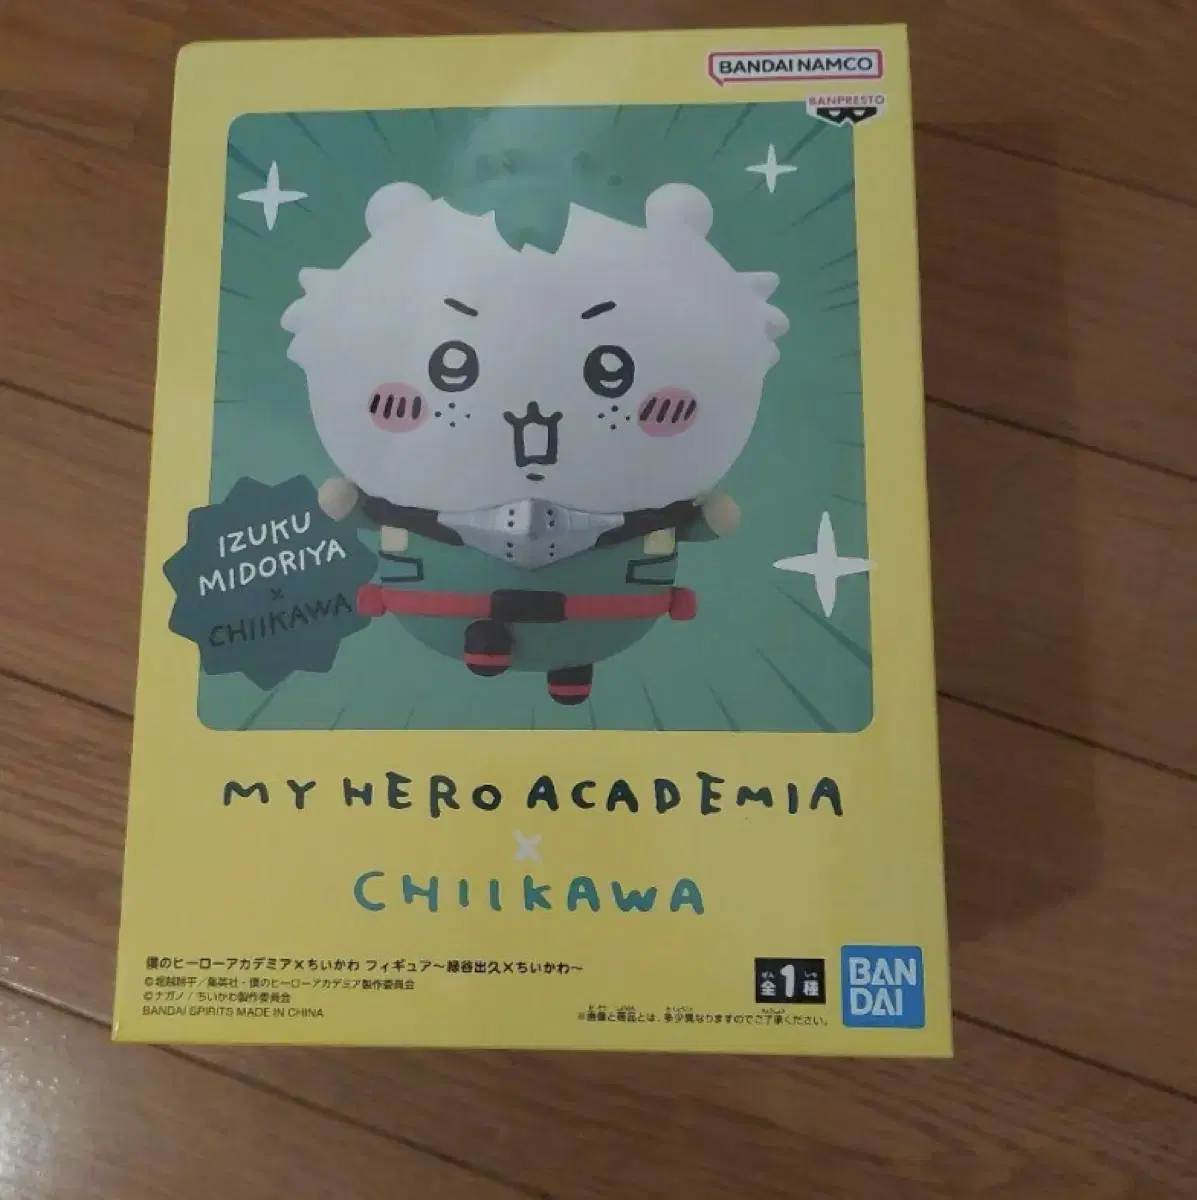 BANDAI NAMCO
BANPRESTO
IZUKU
MIDORIYA
×
CHIIKAWA
MY HERO ACADEMIA
×
CHIIKAWA
僕のヒーローアカデミア×ちいかわ フィギュア～緑谷出久×ちいかわ～
©堀越耕平/集英社・僕のヒーローアカデミア製作委員会
©ナガノ / ちいかわ製作委員会
BANDAI SPIRITS MADE IN CHINA
全1種
※画像と商品とは、多少異なりますのでご了承ください。
BAN
DAI